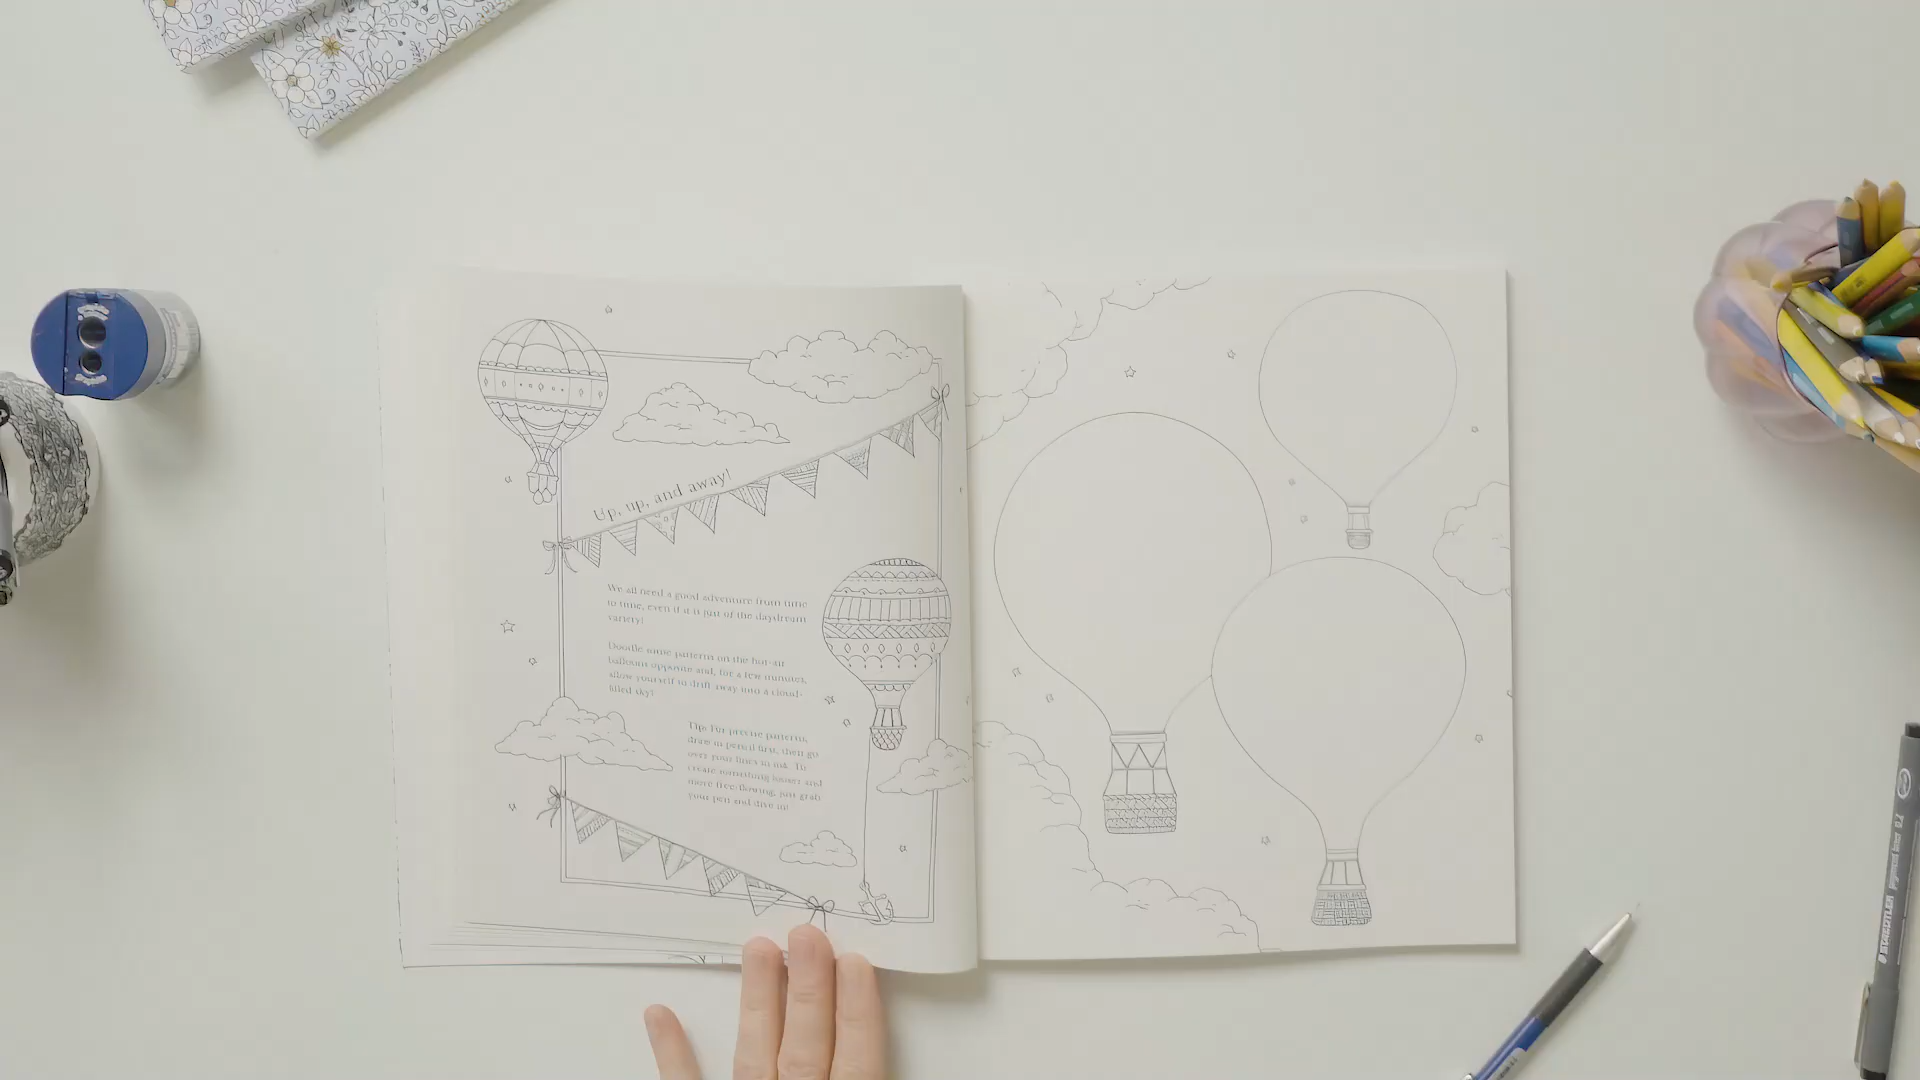 Up, up, and away!
We all need a good adventure from time
to time, even if it is just of the daydream
variety!
Doodle some patterns on the hot-air
balloons opposite and, for a few minutes,
allow yourself to drift away into a cloud-
filled sky!
Tip: For precise patterns,
draw in pencil first, then go
over your lines in ink. To
create something looser and
more free-flowing, just grab
your pen and dive in!
STAEDTLER